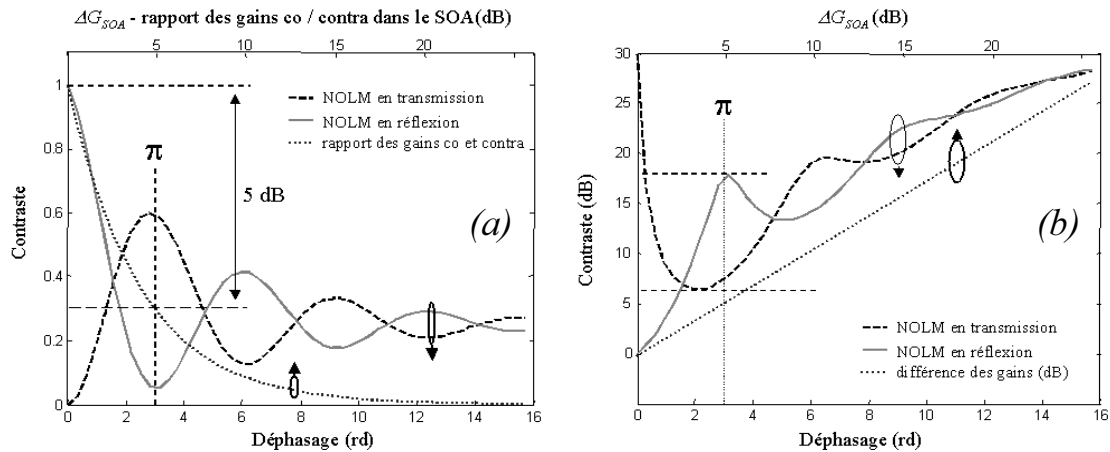 ΔG_SOA - rapport des gains co / contra dans le SOA(dB)
0 5 10 15 20
Contraste
1
0.8
0.6
0.4
0.2
0
NOLM en transmission
NOLM en réflexion
rapport des gains co et contra
π
5 dB
(a)
0 2 4 6 8 10 12 14 16
Déphasage (rd)
ΔG_SOA (dB)
0 5 10 15 20
Contraste (dB)
30
25
20
15
10
5
0
π
(b)
NOLM en transmission
NOLM en réflexion
différence des gains (dB)
0 2 4 6 8 10 12 14 16
Déphasage (rd)